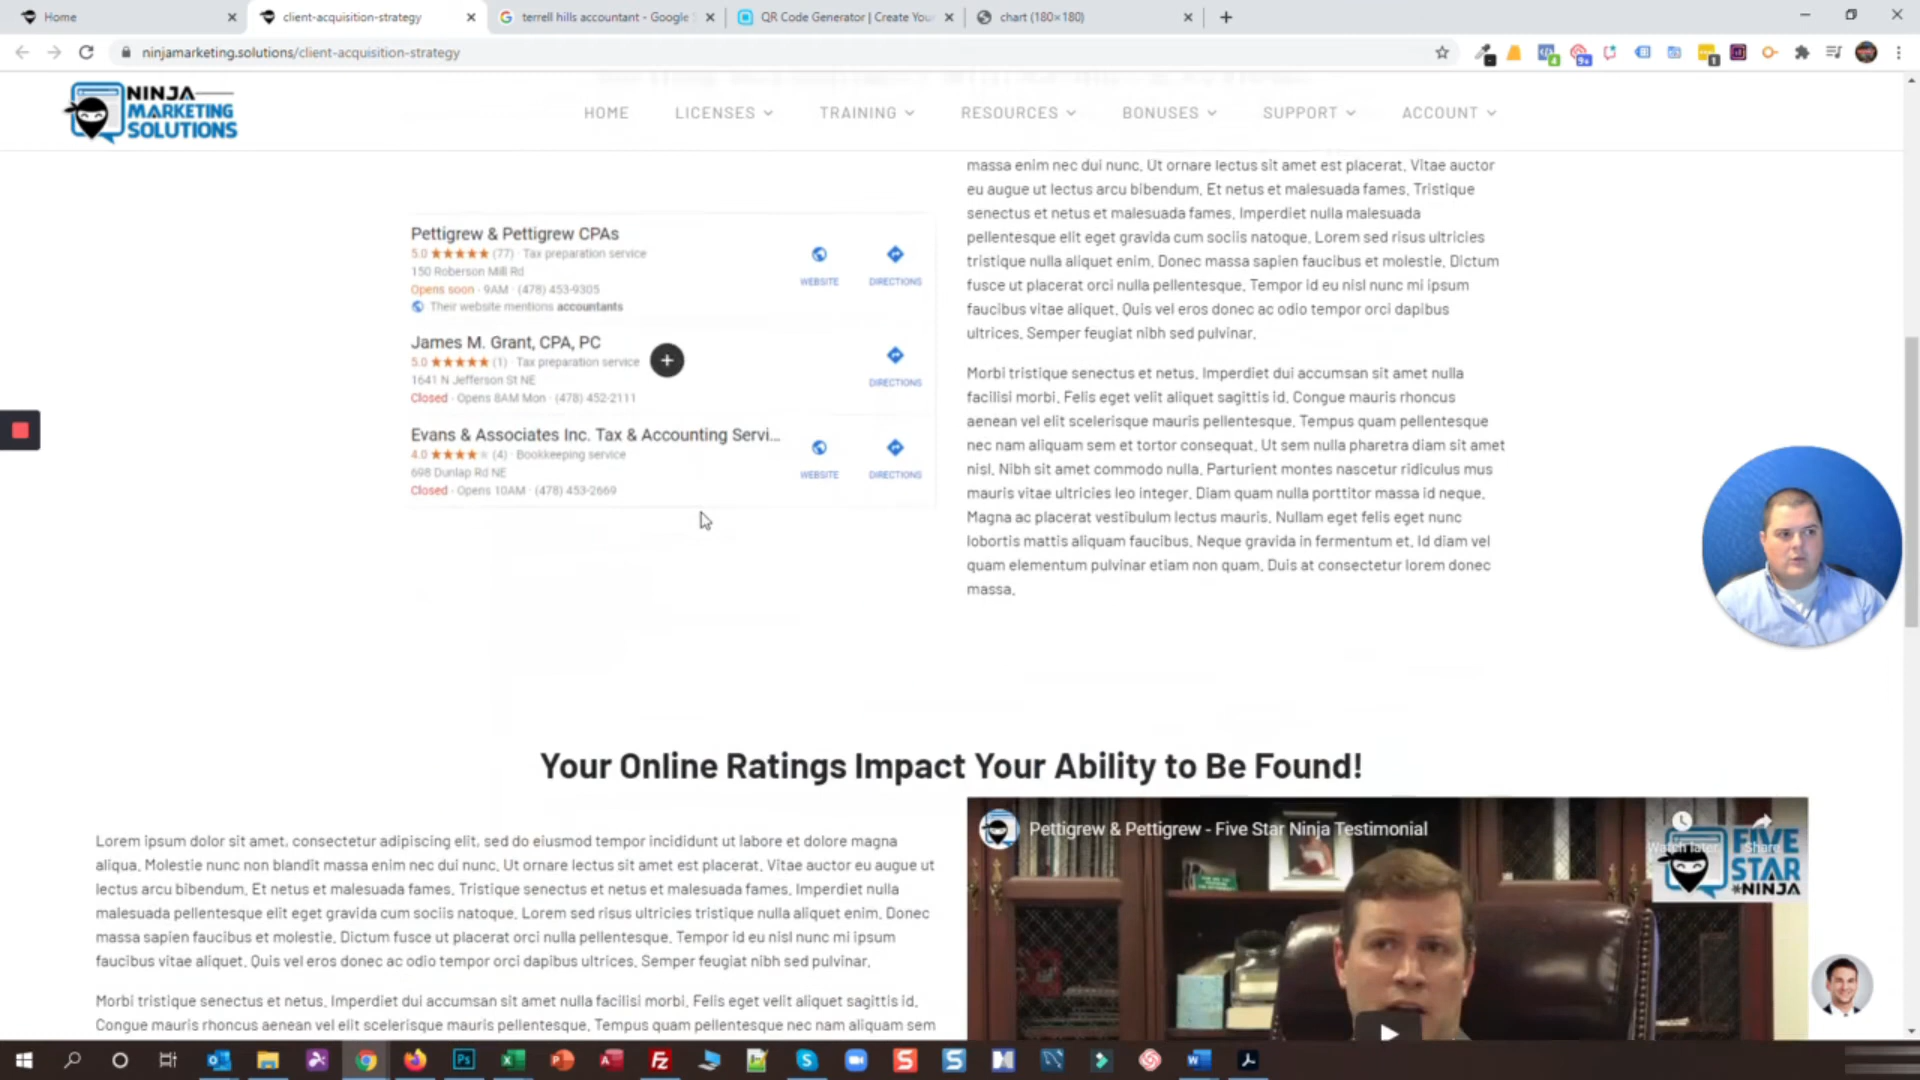 Home
client-acquisition-strategy
terrell hills accountant - Google
QR Code Generator | Create You
chart (180×180)
ninjamarketing.solutions/client-acquisition-strategy
NINJA
MARKETING
SOLUTIONS
HOME
LICENSES
TRAINING
RESOURCES
BONUSES
SUPPORT
ACCOUNT
massa enim nec dui nunc. Ut ornare lectus sit amet est placerat. Vitae auctor
eu augue ut lectus arcu bibendum. Et netus et malesuada fames. Tristique
senectus et netus et malesuada fames. Imperdiet nulla malesuada
pellentesque elit eget gravida cum sociis natoque. Lorem sed risus ultricies
tristique nulla aliquet enim. Donec massa sapien faucibus et molestie. Dictum
fusce ut placerat orci nulla pellentesque. Tempor id eu nisl nunc mi ipsum
faucibus vitae aliquet. Quis vel eros donec ac odio tempor orci dapibus
ultrices. Semper feugiat nibh sed pulvinar.
Morbi tristique senectus et netus. Imperdiet dui accumsan sit amet nulla
facilisi morbi. Felis eget velit aliquet sagittis id. Congue mauris rhoncus
aenean vel elit scelerisque mauris pellentesque. Tempus quam pellentesque
nec nam aliquam sem et tortor consequat. Ut sem nulla pharetra diam sit amet
nisl. Nibh sit amet commodo nulla. Parturient montes nascetur ridiculus mus
mauris vitae ultricies leo integer. Diam quam nulla porttitor massa id neque.
Magna ac placerat vestibulum lectus mauris. Nullam eget felis eget nunc
lobortis mattis aliquam faucibus. Neque gravida in fermentum et. Id diam vel
quam elementum pulvinar etiam non quam. Duis at consectetur lorem donec
massa.
Pettigrew & Pettigrew CPAs
5.0 ★★★★★ (77) · Tax preparation service
150 Roberson Mill Rd
Opens soon · 9AM · (478) 453-9305
Their website mentions accountants
WEBSITE
DIRECTIONS
James M. Grant, CPA, PC
5.0 ★★★★★ (1) · Tax preparation service
1641 N Jefferson St NE
Closed · Opens 8AM Mon · (478) 452-2111
DIRECTIONS
Evans & Associates Inc. Tax & Accounting Servi...
4.0 ★★★★★ (4) · Bookkeeping service
698 Dunlap Rd NE
Closed · Opens 10AM · (478) 453-2669
WEBSITE
DIRECTIONS
Your Online Ratings Impact Your Ability to Be Found!
Lorem ipsum dolor sit amet, consectetur adipiscing elit, sed do eiusmod tempor incididunt ut labore et dolore magna
aliqua. Molestie nunc non blandit massa enim nec dui nunc. Ut ornare lectus sit amet est placerat. Vitae auctor eu augue ut
lectus arcu bibendum. Et netus et malesuada fames. Tristique senectus et netus et malesuada fames. Imperdiet nulla
malesuada pellentesque elit eget gravida cum sociis natoque. Lorem sed risus ultricies tristique nulla aliquet enim. Donec
massa sapien faucibus et molestie. Dictum fusce ut placerat orci nulla pellentesque. Tempor id eu nisl nunc mi ipsum
faucibus vitae aliquet. Quis vel eros donec ac odio tempor orci dapibus ultrices. Semper feugiat nibh sed pulvinar.
Morbi tristique senectus et netus. Imperdiet dui accumsan sit amet nulla facilisi morbi. Felis eget velit aliquet sagittis id.
Congue mauris rhoncus aenean vel elit scelerisque mauris pellentesque. Tempus quam pellentesque nec nam aliquam sem
Pettigrew & Pettigrew - Five Star Ninja Testimonial
Watch later
Share
FIVE
STAR
*NINJA